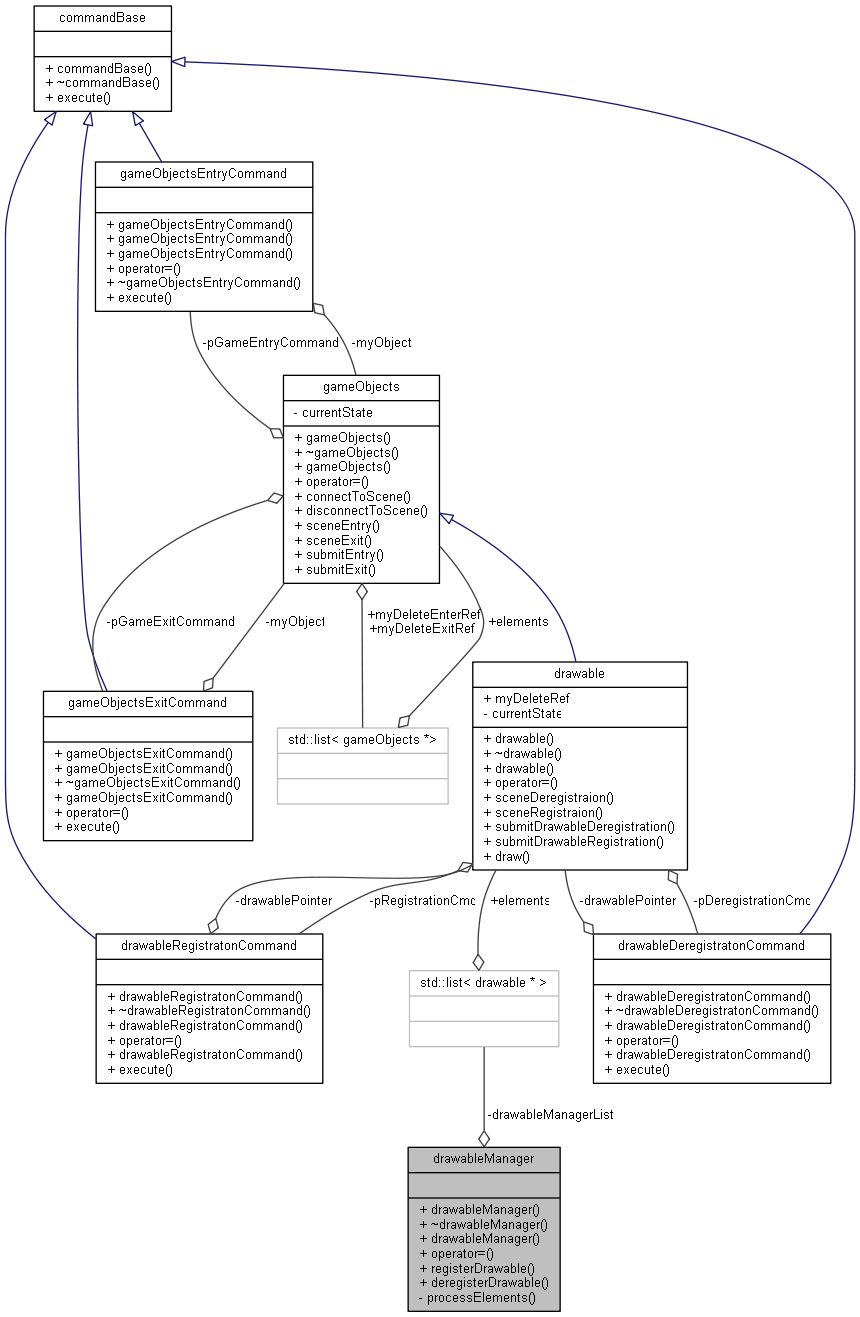 commandBase
+ commandBase()
+ ~commandBase()
+ execute()
gameObjectsEntryCommand
+ gameObjectsEntryCommand()
+ gameObjectsEntryCommand()
+ gameObjectsEntryCommand()
+ operator=()
+ ~gameObjectsEntryCommand()
+ execute()
-pGameEntryCommand
-myObject
gameObjects
- currentState
+ gameObjects()
+ ~gameObjects()
+ gameObjects()
+ operator=()
+ connectToScene()
+ disconnectToScene()
+ sceneEntry()
+ sceneExit()
+ submitEntry()
+ submitExit()
-pGameExitCommand
-myObject
+myDeleteEnterRef
+myDeleteExitRef
+elements
gameObjectsExitCommand
+ gameObjectsExitCommand()
+ gameObjectsExitCommand()
+ ~gameObjectsExitCommand()
+ gameObjectsExitCommand()
+ operator=()
+ execute()
std::list< gameObjects *>
drawable
+ myDeleteRef
- currentState
+ drawable()
+ ~drawable()
+ drawable()
+ operator=()
+ sceneDeregistraion()
+ sceneRegistraion()
+ submitDrawableDeregistration()
+ submitDrawableRegistration()
+ draw()
-drawablePointer
-pRegistrationCmd
+elements
-drawablePointer
-pDeregistrationCmd
drawableRegistratonCommand
+ drawableRegistratonCommand()
+ ~drawableRegistratonCommand()
+ drawableRegistratonCommand()
+ operator=()
+ drawableRegistratonCommand()
+ execute()
std::list< drawable * >
drawableDeregistratonCommand
+ drawableDeregistratonCommand()
+ ~drawableDeregistratonCommand()
+ drawableDeregistratonCommand()
+ operator=()
+ drawableDeregistratonCommand()
+ execute()
-drawableManagerList
drawableManager
+ drawableManager()
+ ~drawableManager()
+ drawableManager()
+ operator=()
+ registerDrawable()
+ deregisterDrawable()
- processElements()